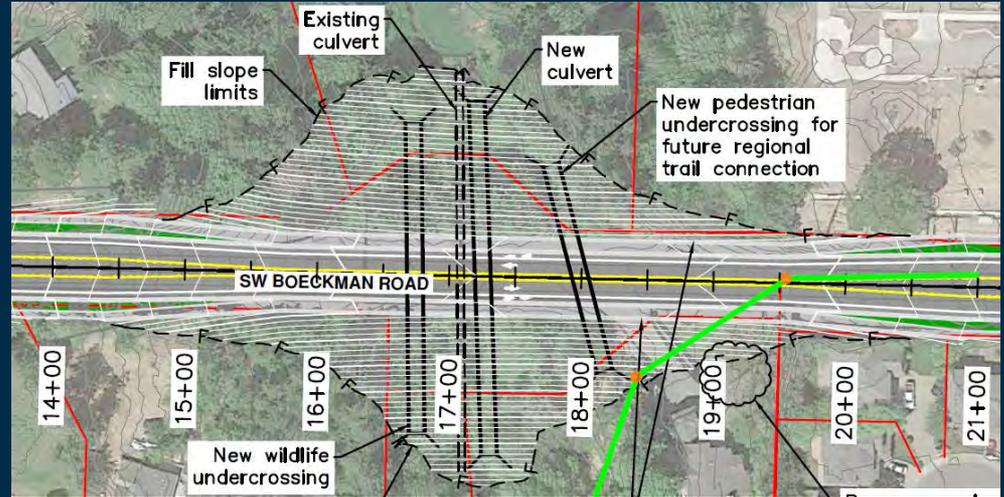 Existing
culvert
New
culvert
Fill slope
limits
New pedestrian
undercrossing for
future regional
trail connection
F
F
F
F
F
F
F
F
F
SW BOECKMAN ROAD
F
F
F
F
F
F
F
14+00
15+00
16+00
17+00
18+00
19+00
20+00
21+00
New wildlife
undercrossing